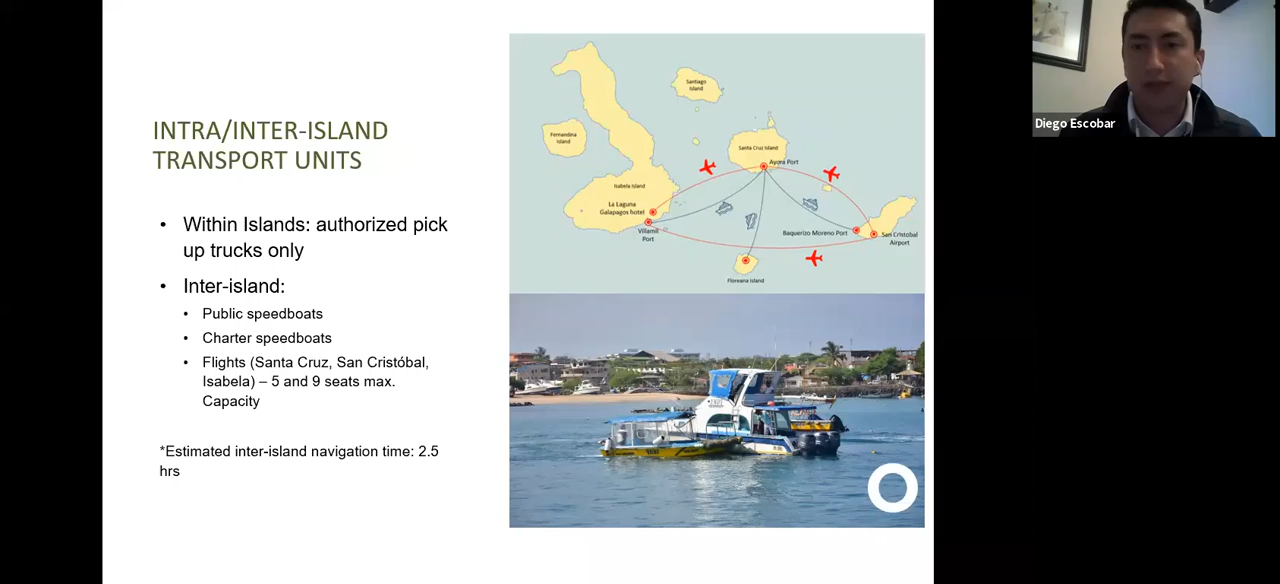 INTRA/INTER-ISLAND
TRANSPORT UNITS
• Within Islands: authorized pick
up trucks only
• Inter-island:
• Public speedboats
• Charter speedboats
• Flights (Santa Cruz, San Cristóbal,
Isabela) – 5 and 9 seats max.
Capacity
*Estimated inter-island navigation time: 2.5
hrs
Santiago
Island
Fernandina
Island
Santa Cruz Island
Ayora Port
Isabela Island
La Laguna
Galapagos hotel
Villamil
Port
Baquerizo Moreno Port
San Cristobal
Airport
Floreana Island
Diego Escobar